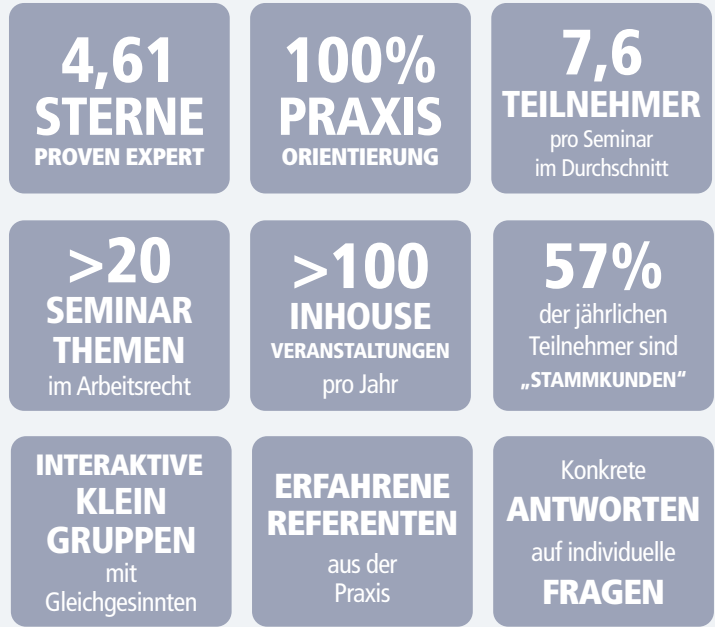 4,61
STERNE
PROVEN EXPERT
100%
PRAXIS
ORIENTIERUNG
7,6
TEILNEHMER
pro Seminar
im Durchschnitt
>20
SEMINAR
THEMEN
im Arbeitsrecht
>100
INHOUSE
VERANSTALTUNGEN
pro Jahr
57%
der jährlichen
Teilnehmer sind
„STAMMKUNDEN“
INTERAKTIVE
KLEIN
GRUPPEN
mit
Gleichgesinnten
ERFAHRENE
REFERENTEN
aus der
Praxis
Konkrete
ANTWORTEN
auf individuelle
FRAGEN